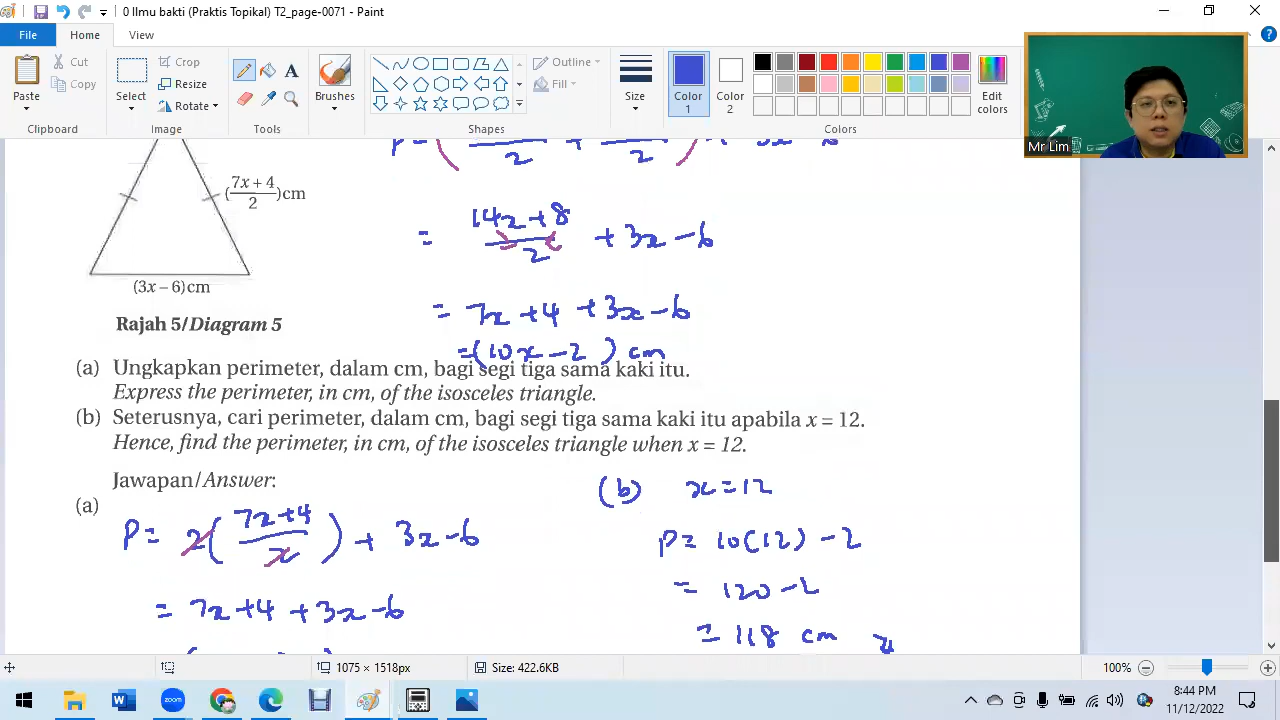 0 Ilmu bakti (Praktis Topikal) T2_page-0071 - Paint
File Home View
Paste Cut Copy Clipboard
Select Crop Resize Rotate Image
Tools
Brushes
Outline Fill Shapes
Size
Color 1 Color 2 Edit colors Colors
Mr Lim
2 + 2
(7x + 4 / 2) cm
= 14x + 8 / 2 + 3x - 6
(3x – 6) cm
= 7x + 4 + 3x - 6
Rajah 5/Diagram 5
= (10x - 2) cm
(a) Ungkapkan perimeter, dalam cm, bagi segi tiga sama kaki itu.
Express the perimeter, in cm, of the isosceles triangle.
(b) Seterusnya, cari perimeter, dalam cm, bagi segi tiga sama kaki itu apabila x = 12.
Hence, find the perimeter, in cm, of the isosceles triangle when x = 12.
Jawapan/Answer:
(a)
P = 2(7x+4 / 2) + 3x - 6
= 7x + 4 + 3x - 6
(b) x = 12
P = 10(12) - 2
= 120 - 2
= 118 cm
1075 × 1518px
Size: 422.6KB
100%
zoom
8:44 PM
11/12/2022